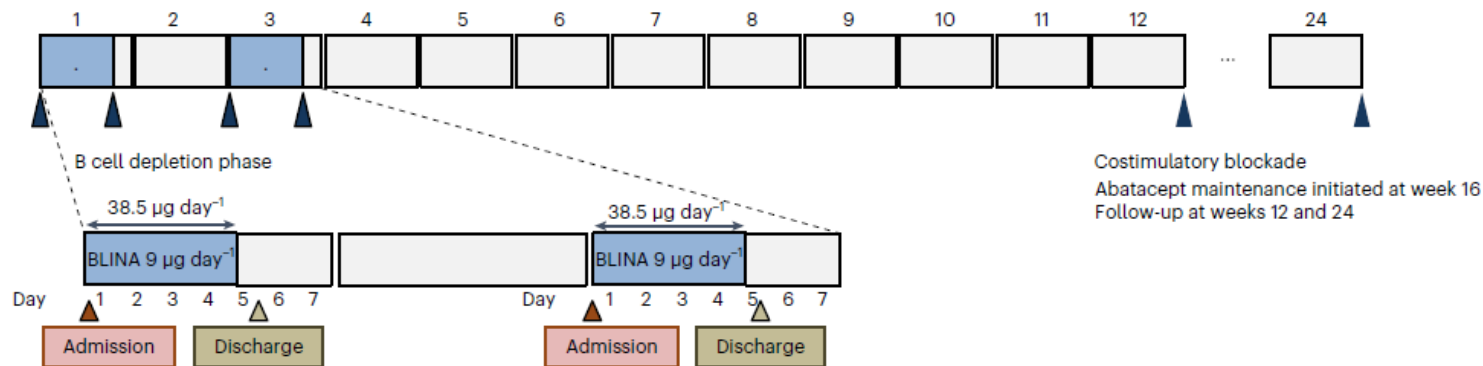 1 2 3 4 5 6 7 8 9 10 11 12 24
. . ...
B cell depletion phase
Costimulatory blockade
Abatacept maintenance initiated at week 16
Follow-up at weeks 12 and 24
38.5 µg day⁻¹ 38.5 µg day⁻¹
BLINA 9 µg day⁻¹ BLINA 9 µg day⁻¹
Day 1 2 3 4 5 6 7 Day 1 2 3 4 5 6 7
Admission Discharge Admission Discharge